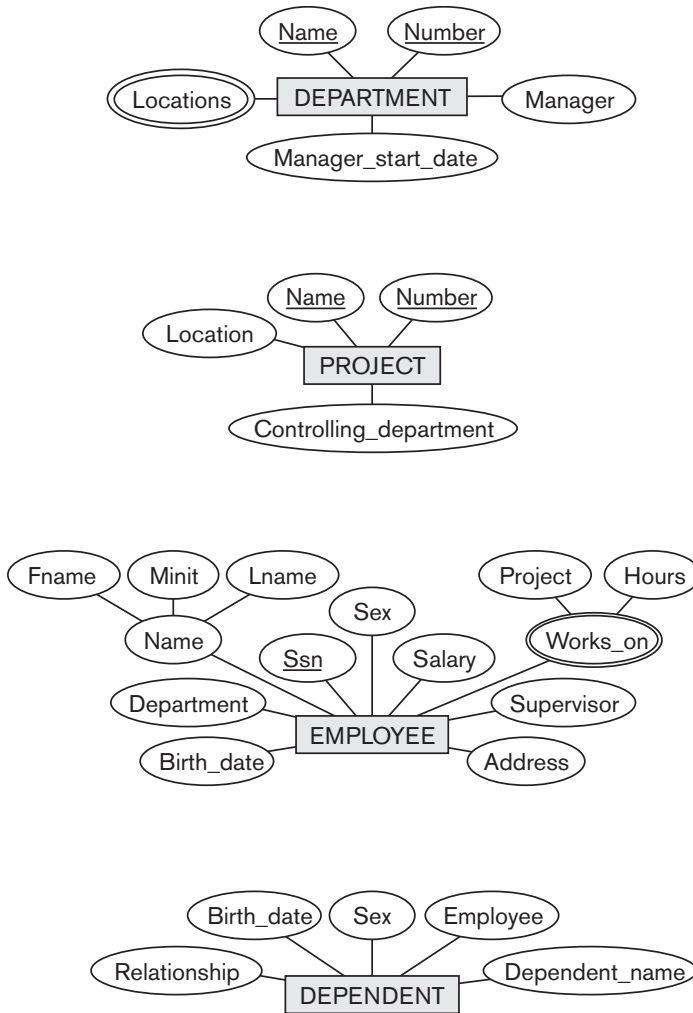 Name Number
Locations DEPARTMENT Manager
Manager_start_date
Name Number
Location
PROJECT
Controlling_department
Fname Minit Lname Project Hours
Sex
Name Works_on
Ssn Salary
Department Supervisor
EMPLOYEE
Birth_date Address
Birth_date Sex Employee
Relationship Dependent_name
DEPENDENT